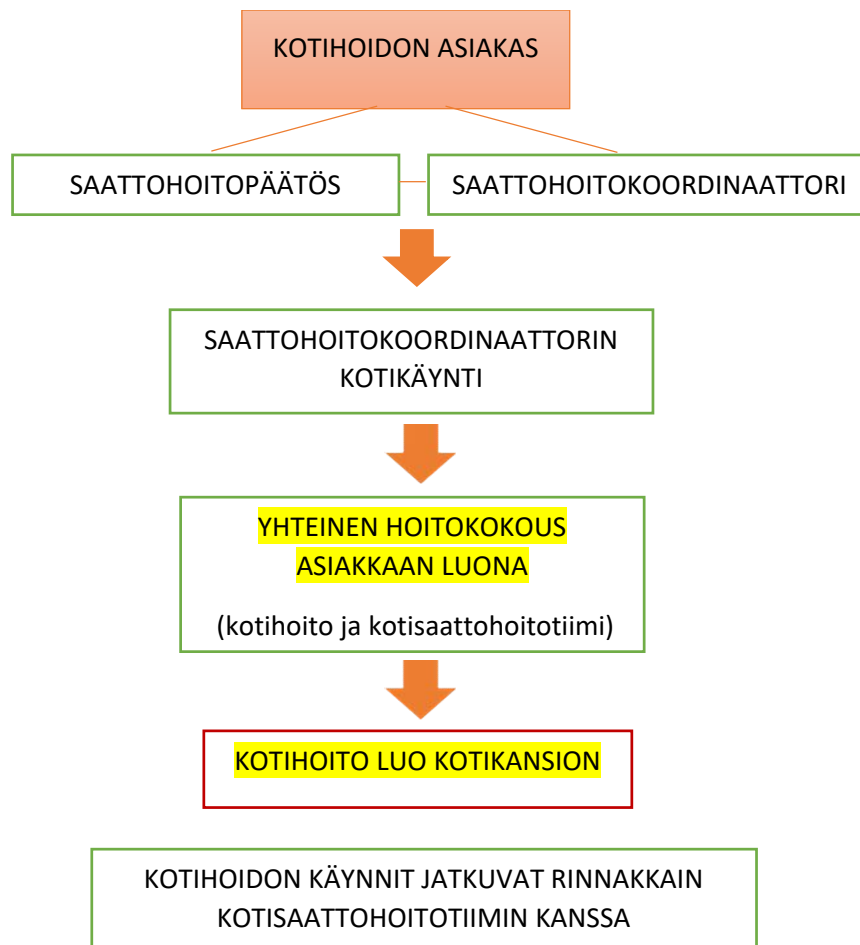 KOTIHOIDON ASIAKAS
SAATTOHOITOPÄÄTÖS
SAATTOHOITOKOORDINAATTORI
SAATTOHOITOKOORDINAATTORIN
KOTIKÄYNTI
YHTEINEN HOITOKOKOUS
ASIAKKAAN LUONA
(kotihoito ja kotisaattohoitotiimi)
KOTIHOITO LUO KOTIKANSION
KOTIHOIDON KÄYNNIT JATKUVAT RINNAKKAIN
KOTISAATTOHOITOTIIMIN KANSSA